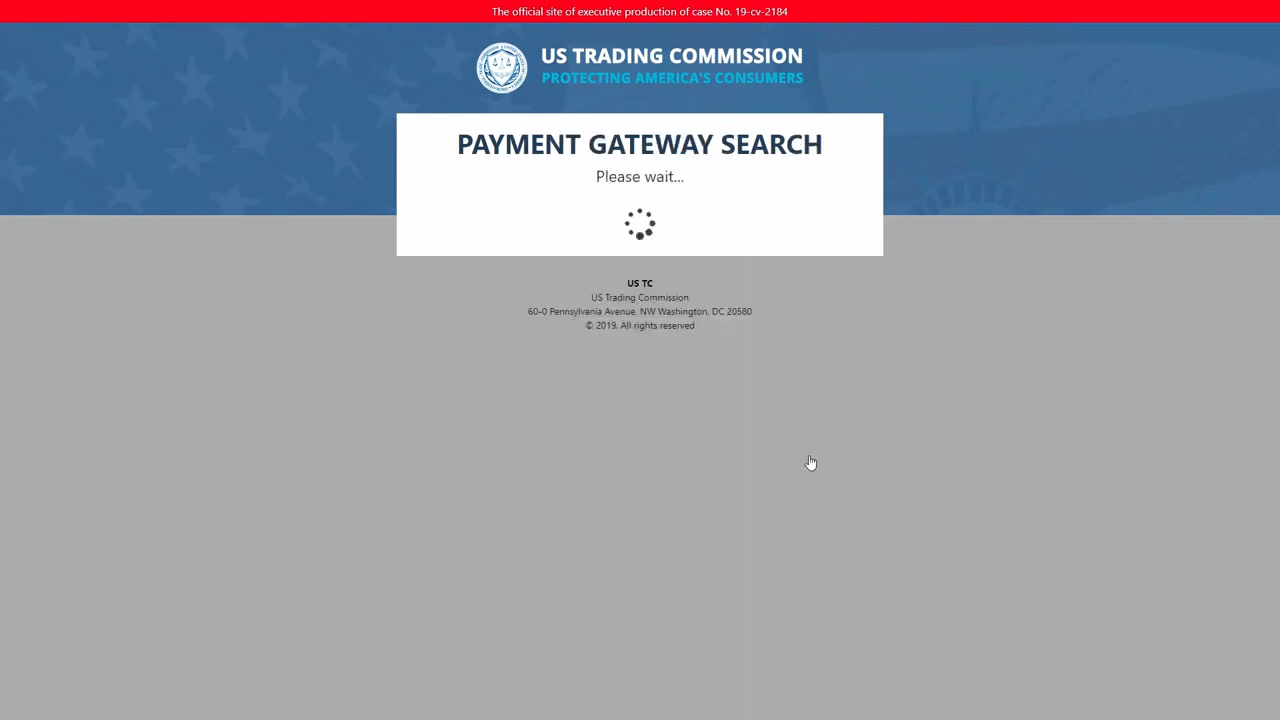 The official site of executive production of case No. 19-cv-2184
US TRADING COMMISSION
PROTECTING AMERICA'S CONSUMERS
PAYMENT GATEWAY SEARCH
Please wait...
US TC
US Trading Commission
60-0 Pennsylvania Avenue, NW Washington, DC 20580
© 2019. All rights reserved